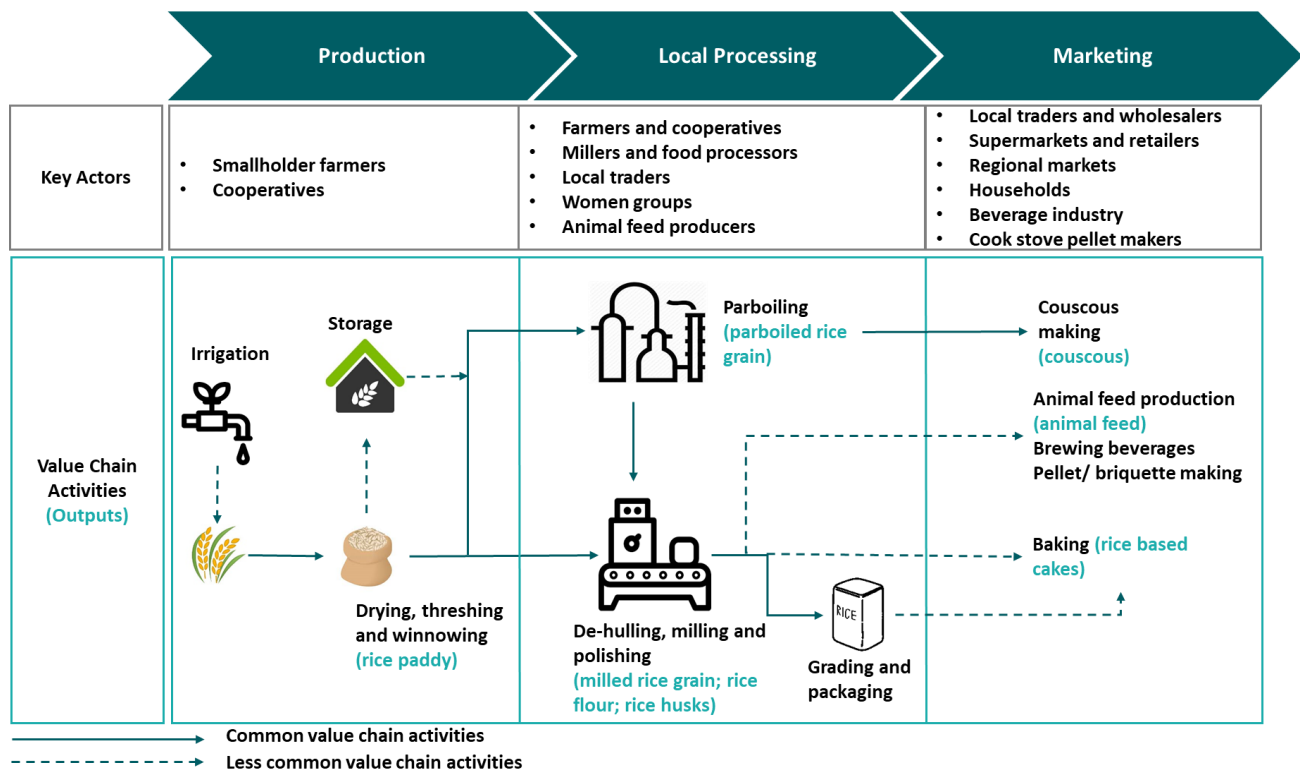 Production
Local Processing
Marketing
Key Actors
• Smallholder farmers
• Cooperatives
• Farmers and cooperatives
• Millers and food processors
• Local traders
• Women groups
• Animal feed producers
• Local traders and wholesalers
• Supermarkets and retailers
• Regional markets
• Households
• Beverage industry
• Cook stove pellet makers
Value Chain
Activities
(Outputs)
Irrigation
Storage
Drying, threshing
and winnowing
(rice paddy)
Parboiling
(parboiled rice
grain)
De-hulling, milling and
polishing
(milled rice grain; rice
flour; rice husks)
RICE
Grading and
packaging
Couscous
making
(couscous)
Animal feed production
(animal feed)
Brewing beverages
Pellet/ briquette making
Baking (rice based
cakes)
Common value chain activities
Less common value chain activities